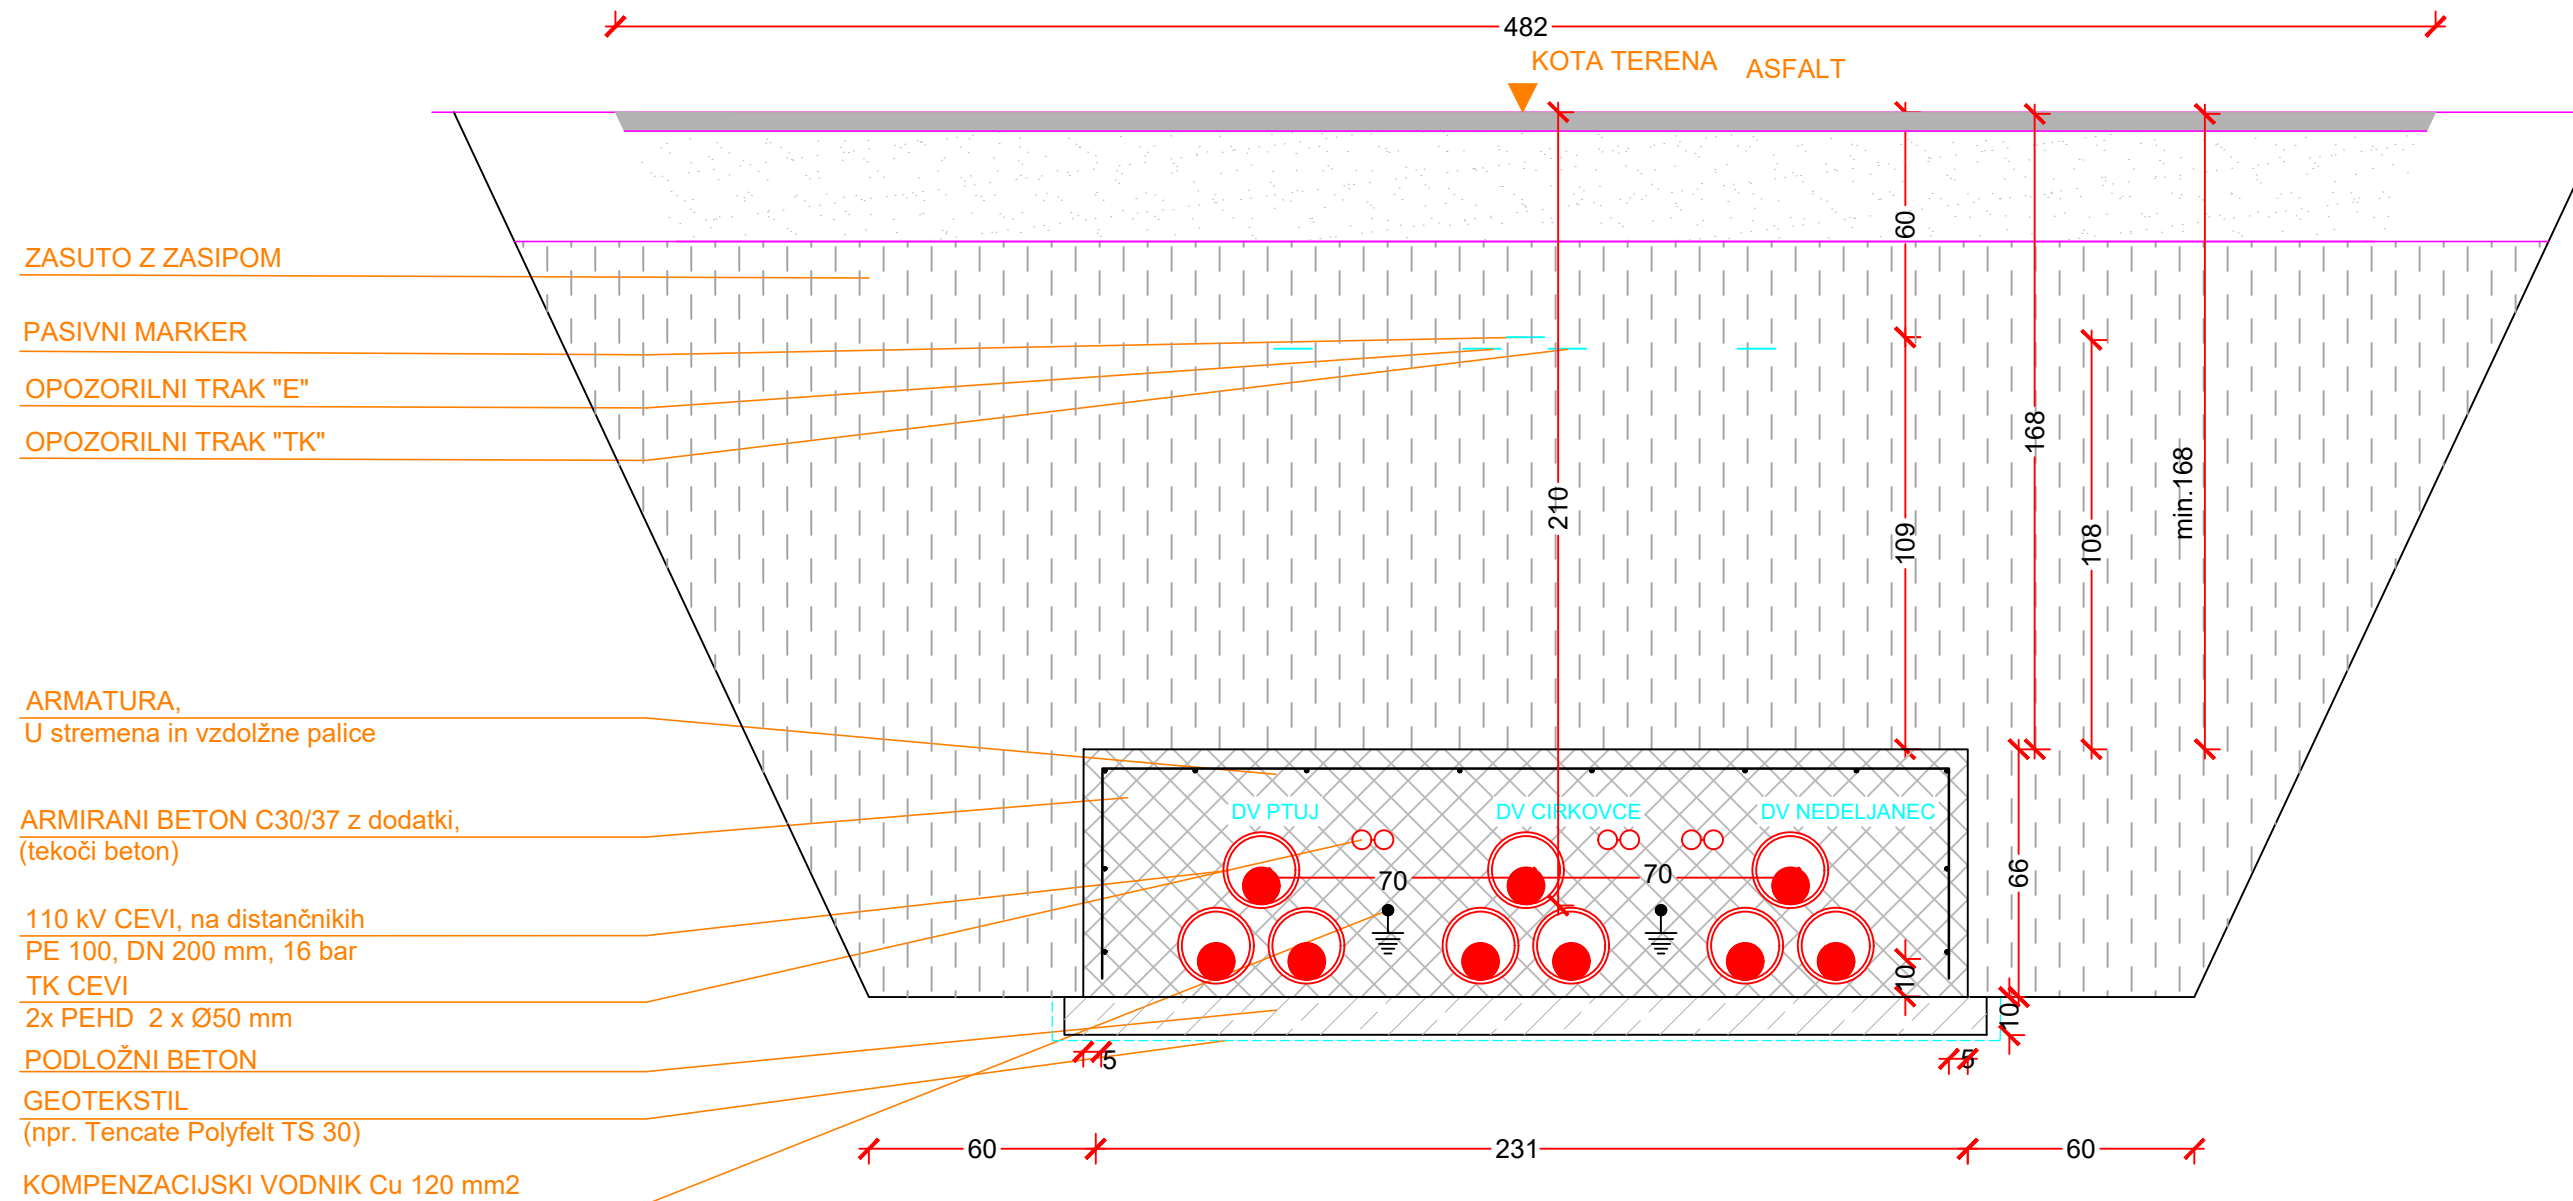 482
KOTA TERENA
ASFALT
ZASUTO Z ZASIPOM
PASIVNI MARKER
OPOZORILNI TRAK "E"
OPOZORILNI TRAK "TK"
60
168
min.168
210
109
108
ARMATURA,
U stremena in vzdolžne palice
ARMIRANI BETON C30/37 z dodatki,
(tekoči beton)
DV PTUJ
DV CIRKOVCE
DV NEDELJANEC
70
70
66
110 kV CEVI, na distančnikih
PE 100, DN 200 mm, 16 bar
TK CEVI
2x PEHD 2 x Ø50 mm
10
10
PODLOŽNI BETON
5
5
GEOTEKSTIL
(npr. Tencate Polyfelt TS 30)
60
231
60
KOMPENZACIJSKI VODNIK Cu 120 mm2